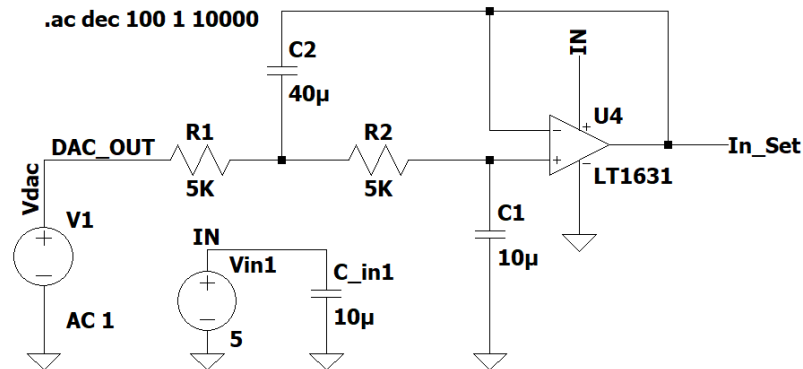 .ac dec 100 1 10000
C2
40µ
IN
U4
DAC_OUT
R1
5K
R2
5K
In_Set
LT1631
Vdac
V1
AC 1
C1
10µ
IN
Vin1
5
C_in1
10µ